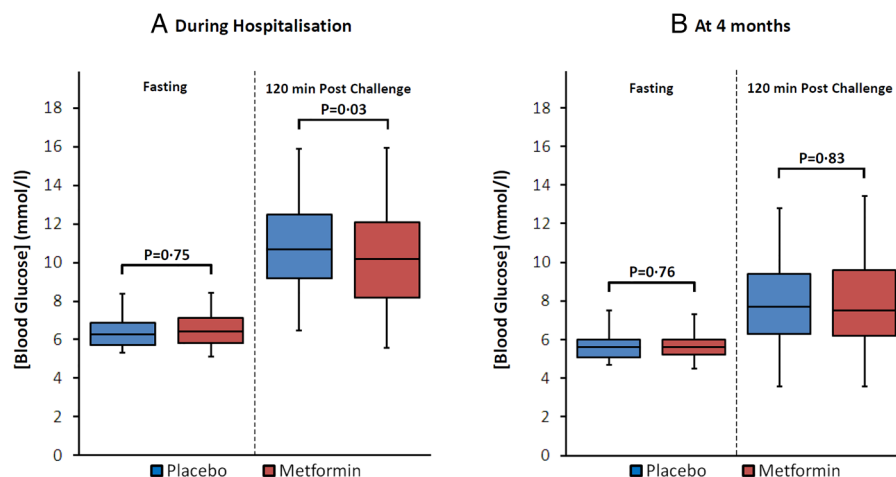 A During Hospitalisation
[Blood Glucose] (mmol/l)
18
16
14
12
10
8
6
4
2
0
Fasting
120 min Post Challenge
P=0·03
P=0·75
Placebo
Metformin
B At 4 months
[Blood Glucose] (mmol/l)
18
16
14
12
10
8
6
4
2
0
Fasting
120 min Post Challenge
P=0·83
P=0·76
Placebo
Metformin